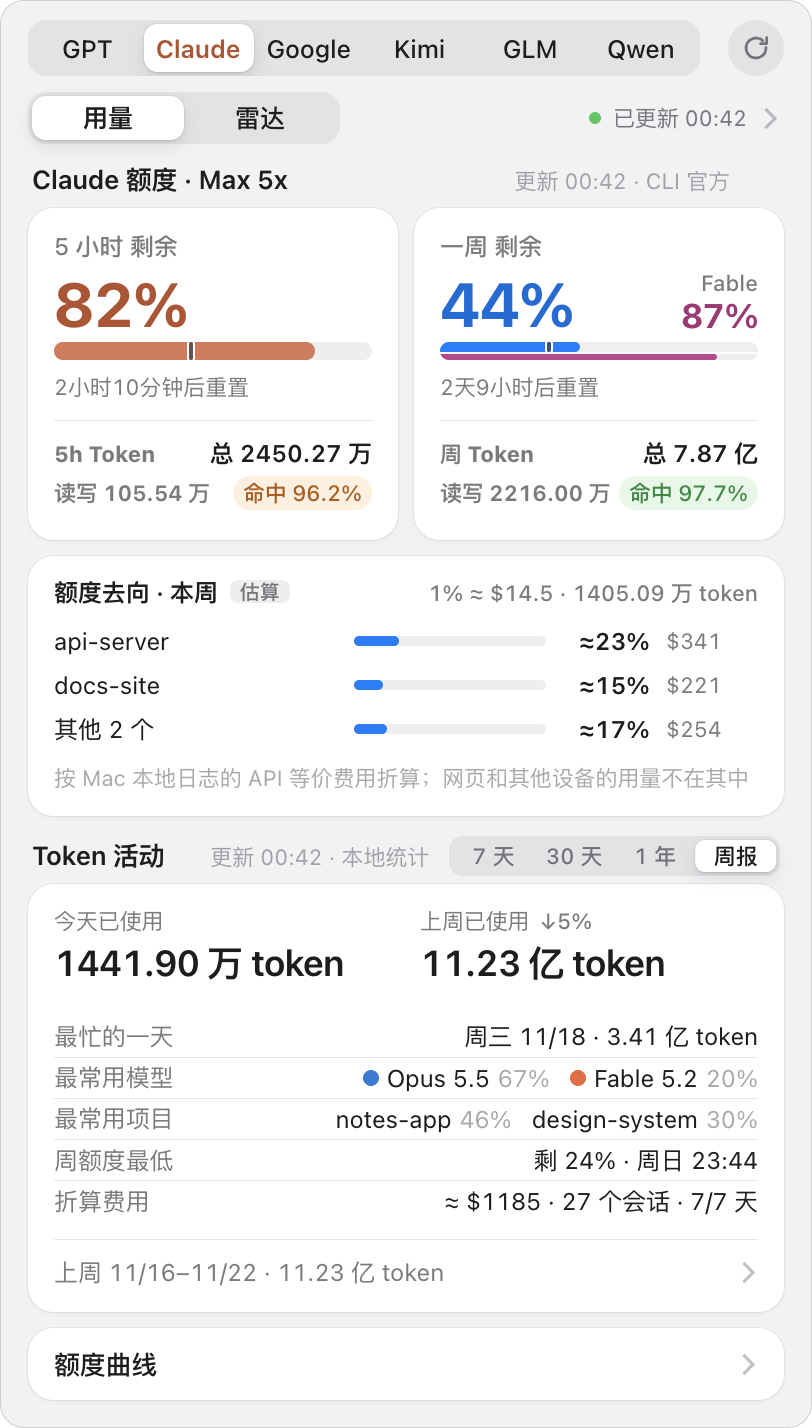 GPT Claude Google Kimi GLM Qwen
用量 雷达 已更新 00:42
Claude 额度 · Max 5x 更新 00:42 · CLI 官方
5 小时 剩余
82%
2小时10分钟后重置
5h Token 总 2450.27 万
读写 105.54 万 命中 96.2%
一周 剩余
44% Fable 87%
2天9小时后重置
周 Token 总 7.87 亿
读写 2216.00 万 命中 97.7%
额度去向 · 本周 估算 1% ≈ $14.5 · 1405.09 万 token
api-server ≈23% $341
docs-site ≈15% $221
其他 2 个 ≈17% $254
按 Mac 本地日志的 API 等价费用折算；网页和其他设备的用量不在其中
Token 活动 更新 00:42 · 本地统计 7 天 30 天 1 年 周报
今天已使用 上周已使用 ↓5%
1441.90 万 token 11.23 亿 token
最忙的一天 周三 11/18 · 3.41 亿 token
最常用模型 Opus 5.5 67% Fable 5.2 20%
最常用项目 notes-app 46% design-system 30%
周额度最低 剩 24% · 周日 23:44
折算费用 ≈ $1185 · 27 个会话 · 7/7 天
上周 11/16–11/22 · 11.23 亿 token
额度曲线